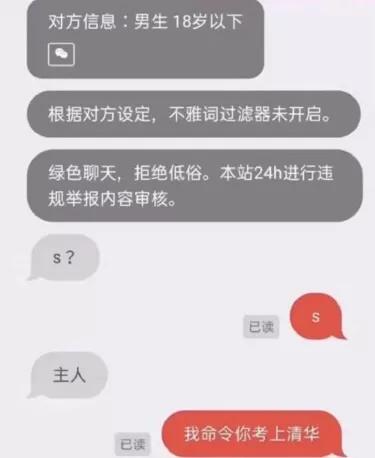 对方信息：男生 18岁以下
根据对方设定，不雅词过滤器未开启。
绿色聊天，拒绝低俗。本站24h进行违
规举报内容审核。
s？
已读
s
主人
已读
我命令你考上清华